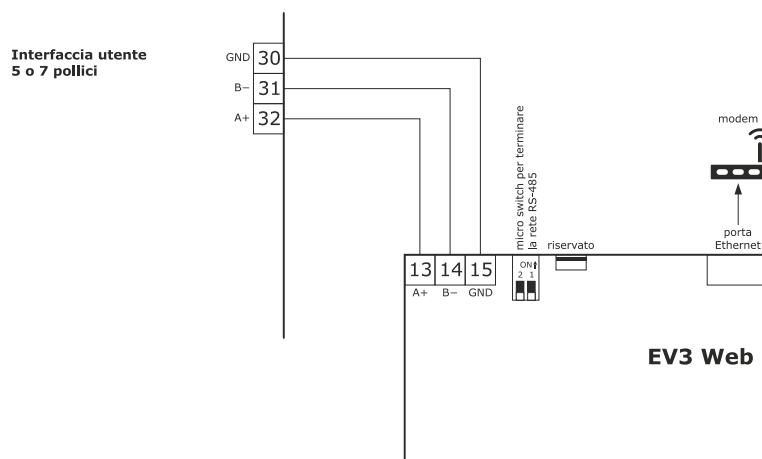 Interfaccia utente
5 o 7 pollici
GND 30
B− 31
A+ 32
micro switch per terminare
la rete RS-485
modem
porta
Ethernet
riservato
13 14 15
A+ B− GND
ON
2 1
EV3 Web